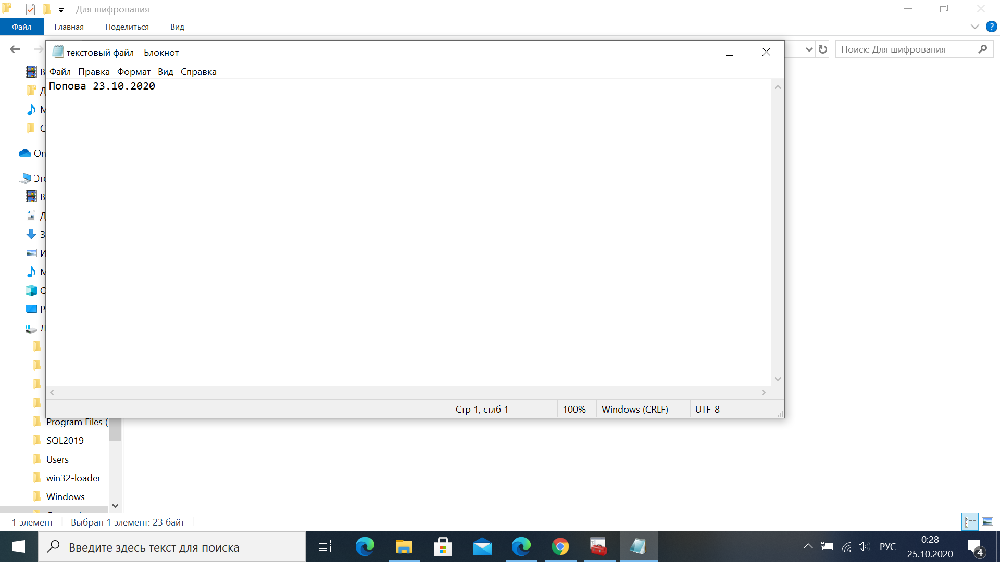 Для шифрования
Файл Главная Поделиться Вид
Поиск: Для шифрования
текстовый файл – Блокнот
Файл Правка Формат Вид Справка
Попова 23.10.2020
Стр 1, стлб 1 100% Windows (CRLF) UTF-8
Program Files (
SQL2019
Users
win32-loader
Windows
1 элемент Выбран 1 элемент: 23 байт
Введите здесь текст для поиска
РУС
0:28
25.10.2020
4